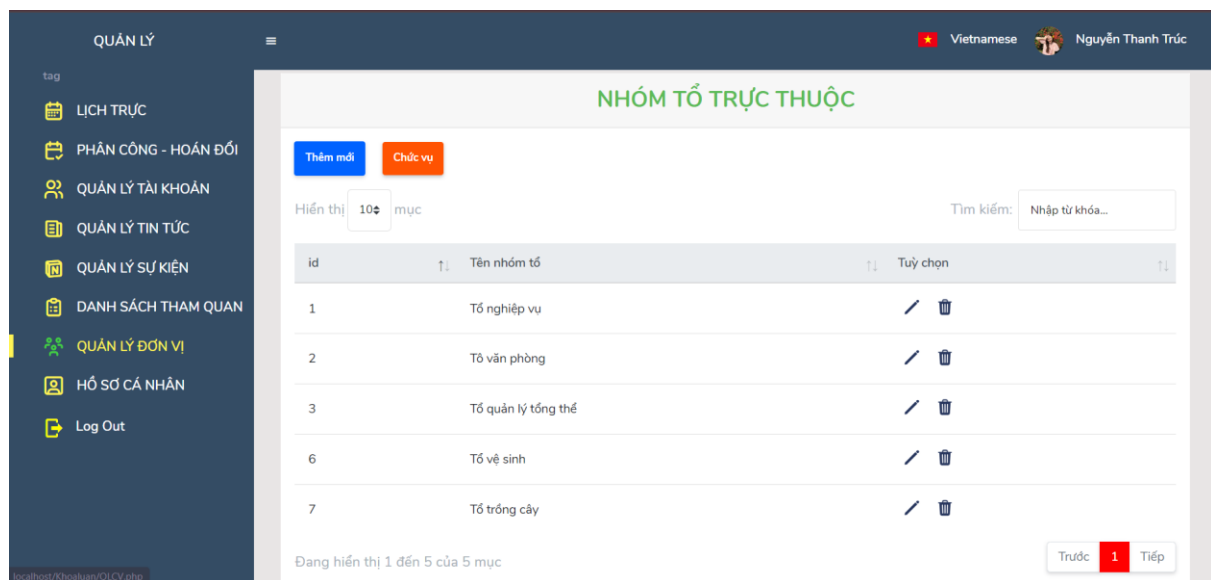 QUẢN LÝ
Vietnamese
Nguyễn Thanh Trúc
tag
LỊCH TRỰC
PHÂN CÔNG - HOÁN ĐỔI
QUẢN LÝ TÀI KHOẢN
QUẢN LÝ TIN TỨC
QUẢN LÝ SỰ KIỆN
DANH SÁCH THAM QUAN
QUẢN LÝ ĐƠN VỊ
HỒ SƠ CÁ NHÂN
Log Out
localhost/Khoaluan/QLCV.php
NHÓM TỔ TRỰC THUỘC
Thêm mới Chức vụ
Hiển thị 10 mục Tìm kiếm: Nhập từ khóa...
id Tên nhóm tổ Tuỳ chọn
1 Tổ nghiệp vụ
2 Tô văn phòng
3 Tổ quản lý tổng thể
6 Tổ vệ sinh
7 Tổ trồng cây
Đang hiển thị 1 đến 5 của 5 mục
Trước 1 Tiếp